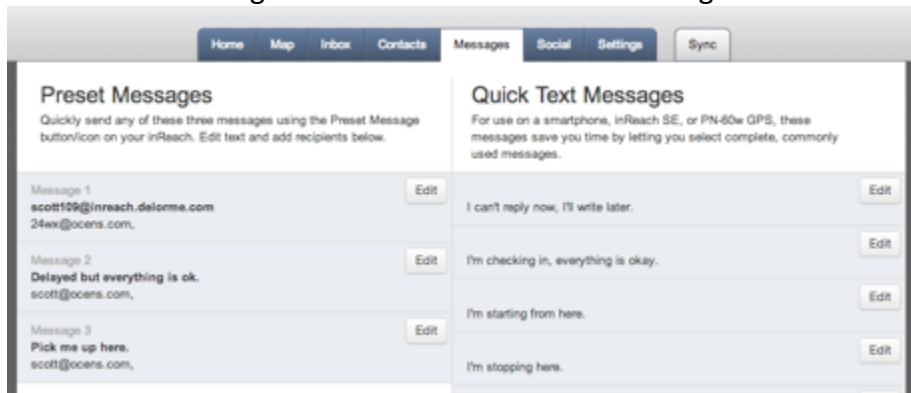 Home Map Inbox Contacts Messages Social Settings Sync
Preset Messages
Quickly send any of these three messages using the Preset Message
button/icon on your inReach. Edit text and add recipients below.
Message 1
Edit
scott109@inreach.delorme.com
24wx@ocens.com,
Message 2
Edit
Delayed but everything is ok.
scott@ocens.com,
Message 3
Edit
Pick me up here.
scott@ocens.com,
Quick Text Messages
For use on a smartphone, inReach SE, or PN-60w GPS, these
messages save you time by letting you select complete, commonly
used messages.
Edit
I can't reply now, I'll write later.
Edit
I'm checking in, everything is okay.
Edit
I'm starting from here.
Edit
I'm stopping here.